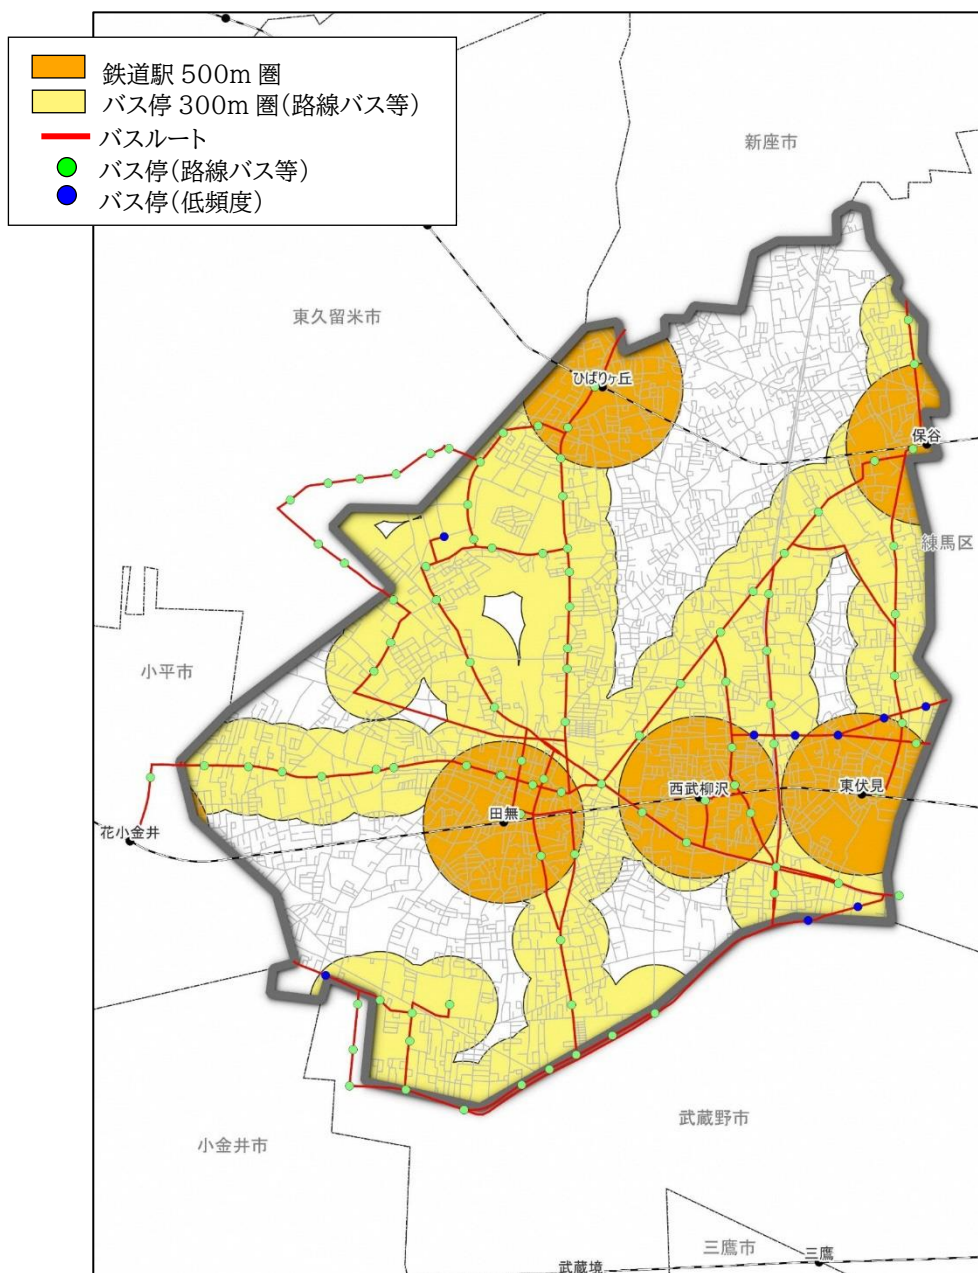 鉄道駅 500m 圏
バス停 300m 圏(路線バス等)
バスルート
バス停(路線バス等)
バス停(低頻度)
新座市
東久留米市
ひばりヶ丘
保谷
練馬区
小平市
東伏見
西武柳沢
田無
花小金井
武蔵野市
小金井市
三鷹市
三鷹
武蔵境